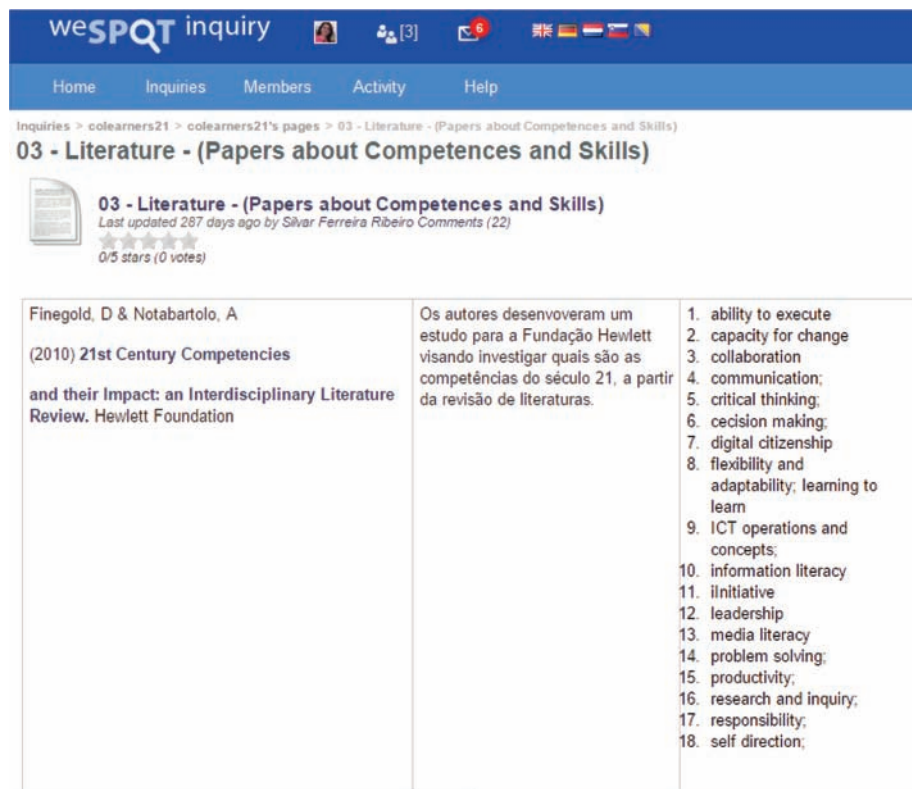 weSPOT inquiry [3] 6
Home Inquiries Members Activity Help
Inquiries > colearners21 > colearners21's pages > 03 - Literature - (Papers about Competences and Skills)
03 - Literature - (Papers about Competences and Skills)
03 - Literature - (Papers about Competences and Skills)
Last updated 287 days ago by Silvar Ferreira Ribeiro Comments (22)
0/5 stars (0 votes)
Finegold, D & Notabartolo, A
(2010) 21st Century Competencies
and their Impact: an Interdisciplinary Literature
Review. Hewlett Foundation
Os autores desenvoveram um
estudo para a Fundação Hewlett
visando investigar quais são as
competências do século 21, a partir
da revisão de literaturas.
1. ability to execute
2. capacity for change
3. collaboration
4. communication;
5. critical thinking;
6. cecision making;
7. digital citizenship
8. flexibility and
adaptability; learning to
learn
9. ICT operations and
concepts;
10. information literacy
11. iInitiative
12. leadership
13. media literacy
14. problem solving;
15. productivity;
16. research and inquiry;
17. responsibility;
18. self direction;